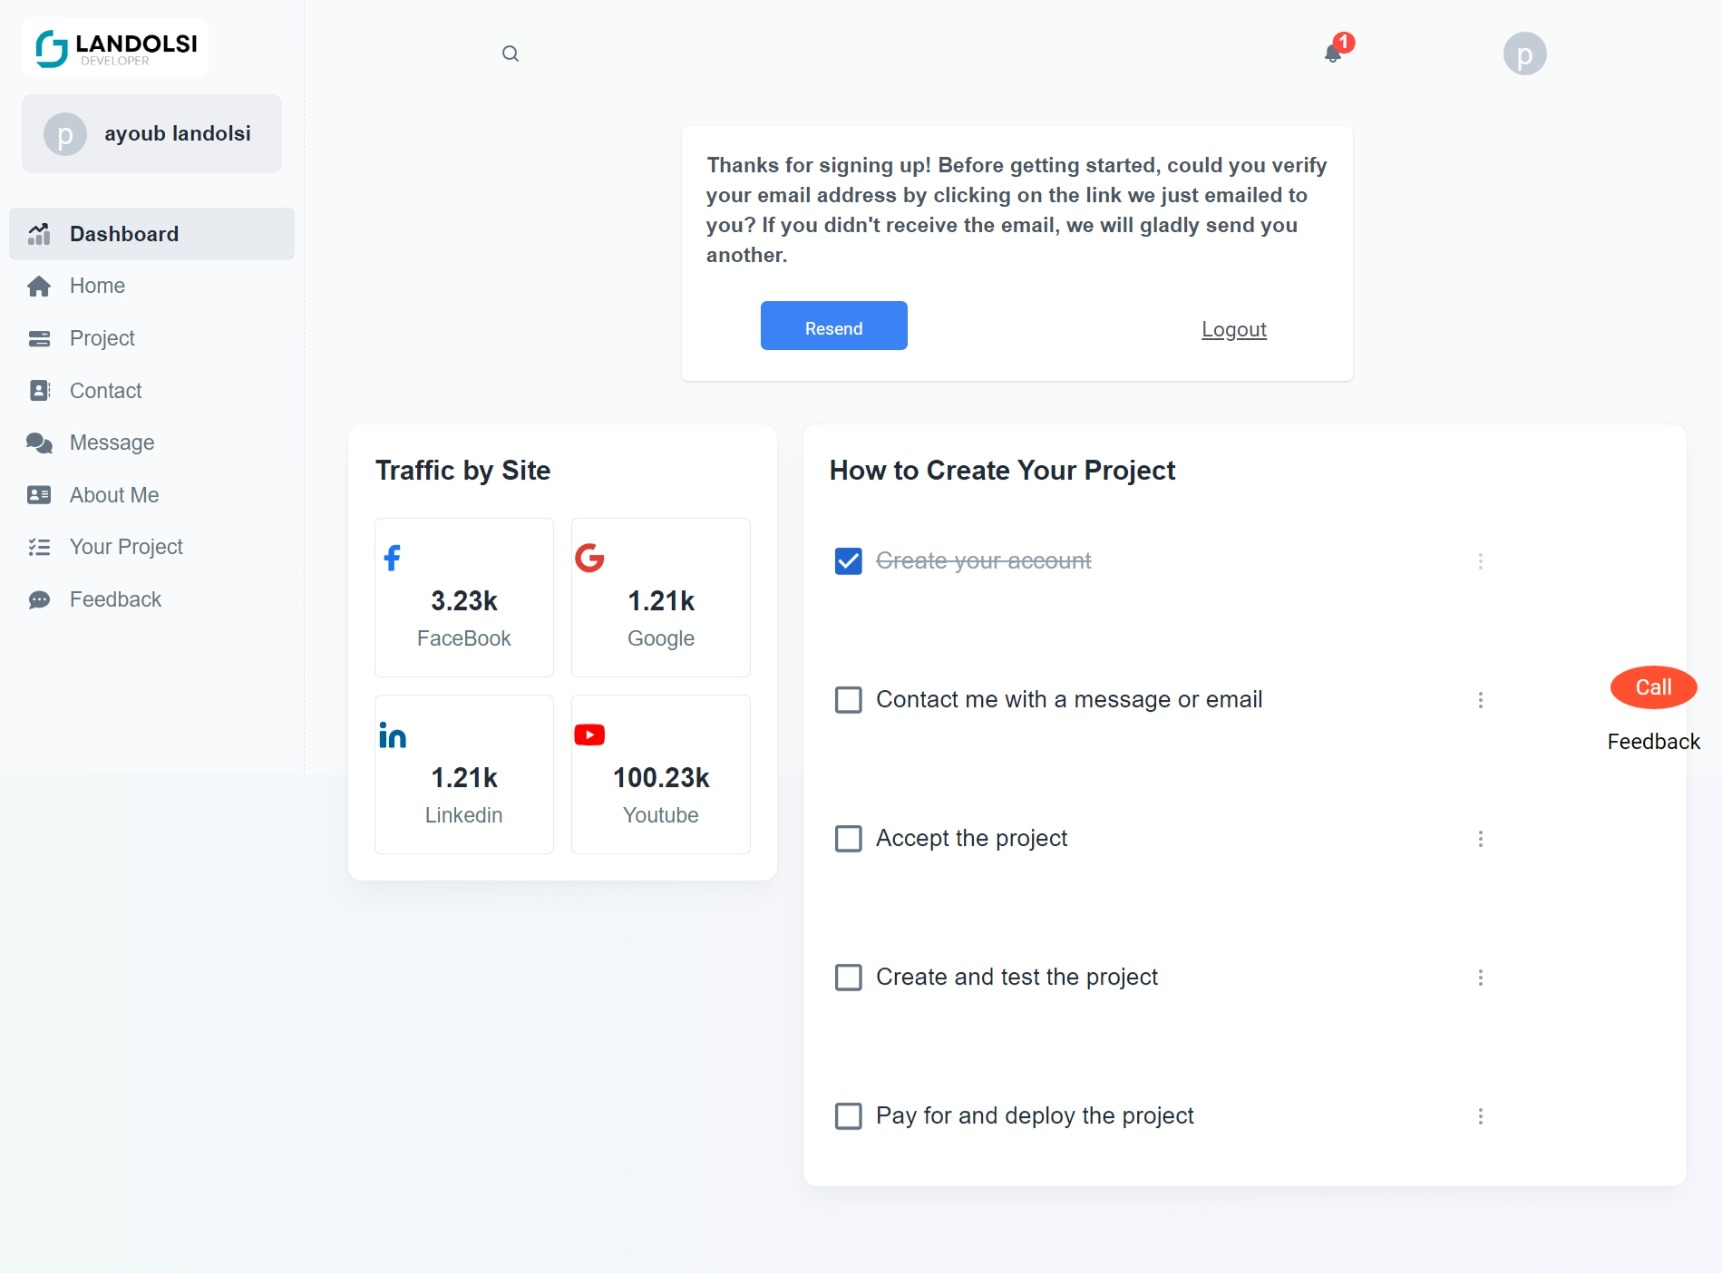 LANDOLSI
DEVELOPER
p
ayoub landolsi
Dashboard
Home
Project
Contact
Message
About Me
Your Project
Feedback
1
p
Thanks for signing up! Before getting started, could you verify
your email address by clicking on the link we just emailed to
you? If you didn't receive the email, we will gladly send you
another.
Resend
Logout
Traffic by Site
3.23k
FaceBook
1.21k
Google
1.21k
Linkedin
100.23k
Youtube
How to Create Your Project
Create your account
Contact me with a message or email
Accept the project
Create and test the project
Pay for and deploy the project
Call
Feedback